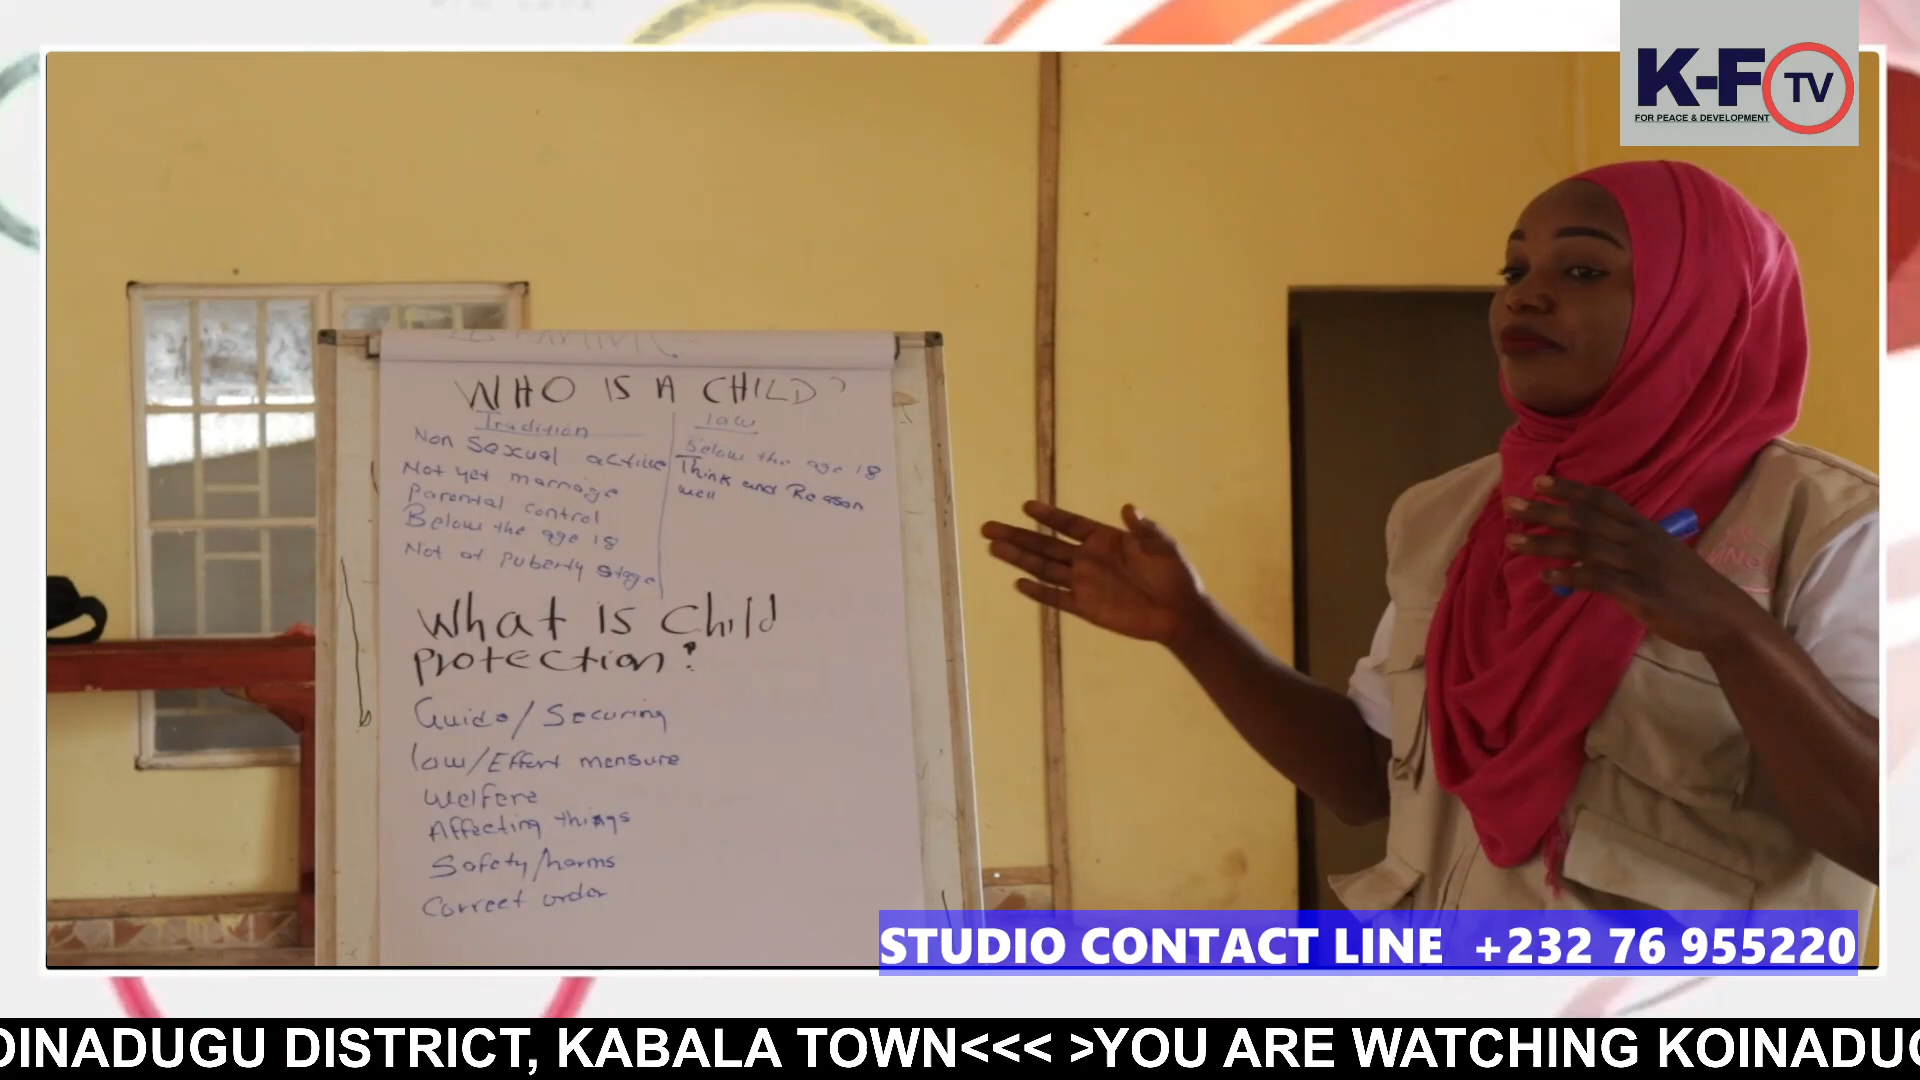 K-F TV
FOR PEACE & DEVELOPMENT
WHO IS A CHILD?
Tradition
Non Sexual active
Not yet marriage
Parental control
Below the age 18
Not at puberty stage
law
Below the age 18
Think and Reason
well
What is Child
protection?
Guide/Securing
law/Effort mensure
Welfere
Affecting things
Safety/harms
Correct order
STUDIO CONTACT LINE +232 76 955220
OINADUGU DISTRICT, KABALA TOWN<<< >YOU ARE WATCHING KOINADUG